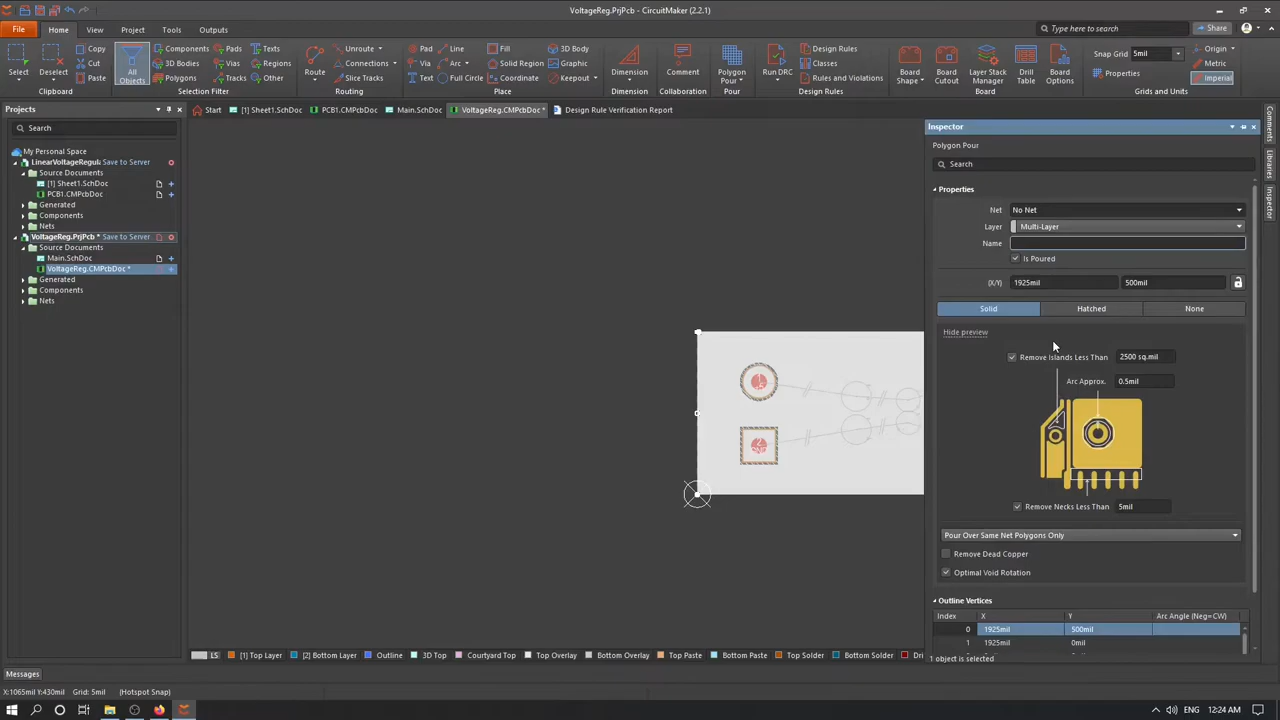 VoltageReg.PrjPcb - CircuitMaker (2.2.1)
File Home View Project Tools Outputs
Type here to search
Share
Select Deselect Copy Cut Paste Clipboard
All Objects Components 3D Bodies Polygons Pads Vias Tracks Texts Regions Other Selection Filter
Route Unroute Connections Slide Tracks Routing
Pad Via Text Line Arc Full Circle Fill Solid Region Coordinate 3D Body Graphic Keepout Place
Dimension Dimension
Comment Comment
Polygon Pour Pour
Run DRC Design Rules Classes Rules and Violations Design Rules
Board Shape Board Cutout Layer Stack Manager Drill Table Board Options Board
Snap Grid 5mil Properties Origin Metric Imperial Grids and Units
Projects
Start [1] Sheet1.SchDoc PCB1.CMPcbDoc Main.SchDoc VoltageReg.CMPcbDoc * Design Rule Verification Report
Search
My Personal Space
LinearVoltageRegul Save to Server
Source Documents
[1] Sheet1.SchDoc
PCB1.CMPcbDoc
Generated
Components
Nets
VoltageReg.PrjPcb * Save to Server
Source Documents
Main.SchDoc
VoltageReg.CMPcbDoc *
Generated
Components
Nets
Inspector
Polygon Pour
Search
Properties
Net No Net
Layer Multi-Layer
Name
Is Poured
(X/Y) 1925mil 500mil
Solid Hatched None
Hide preview
Remove Islands Less Than 2500 sq.mil
Arc Approx. 0.5mil
Remove Necks Less Than 5mil
Pour Over Same Net Polygons Only
Remove Dead Copper
Optimal Void Rotation
Outline Vertices
Index X Y Arc Angle (Neg=CW)
0 1925mil 500mil
1 1925mil 0mil
1 object is selected
Comments
Libraries
Inspector
LS [1] Top Layer [2] Bottom Layer Outline 3D Top Courtyard Top Top Overlay Bottom Overlay Top Paste Bottom Paste Top Solder Bottom Solder Dri
Messages
X:1065mil Y:430mil Grid: 5mil (Hotspot Snap)
ENG 12:24 AM